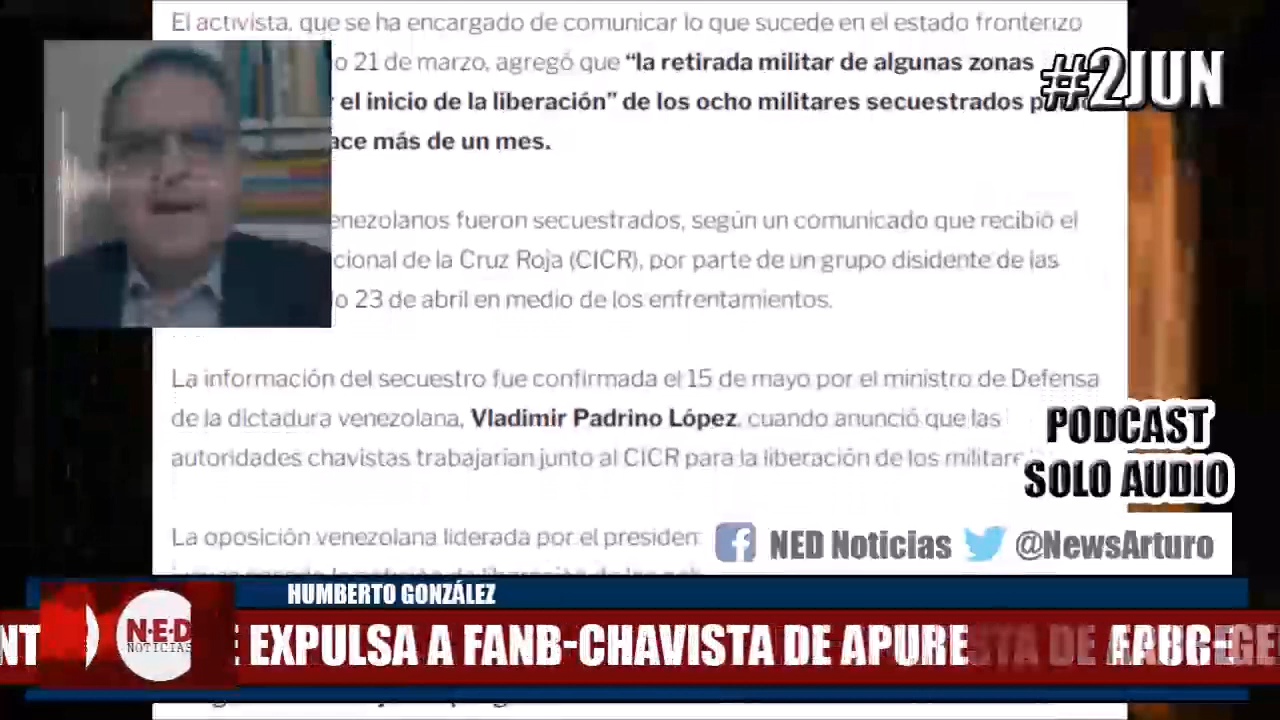 El activista, que se ha encargado de comunicar lo que sucede en el estado fronterizo
#2JUN
o 21 de marzo, agregó que “la retirada militar de algunas zonas
el inicio de la liberación” de los ocho militares secuestrados
ace más de un mes.
enezolanos fueron secuestrados, según un comunicado que recibió el
cional de la Cruz Roja (CICR), por parte de un grupo disidente de las
o 23 de abril en medio de los enfrentamientos.
La información del secuestro fue confirmada el 15 de mayo por el ministro de Defensa
de la dictadura venezolana, Vladimir Padrino López, cuando anunció que las
autoridades chavistas trabajarían junto al CICR para la liberación de los militare
PODCAST
SOLO AUDIO
La oposición venezolana liderada por el presiden
NED Noticias @NewsArturo
HUMBERTO GONZÁLEZ
N·E·D
NOTICIAS
NT
E EXPULSA A FANB-CHAVISTA DE APURE